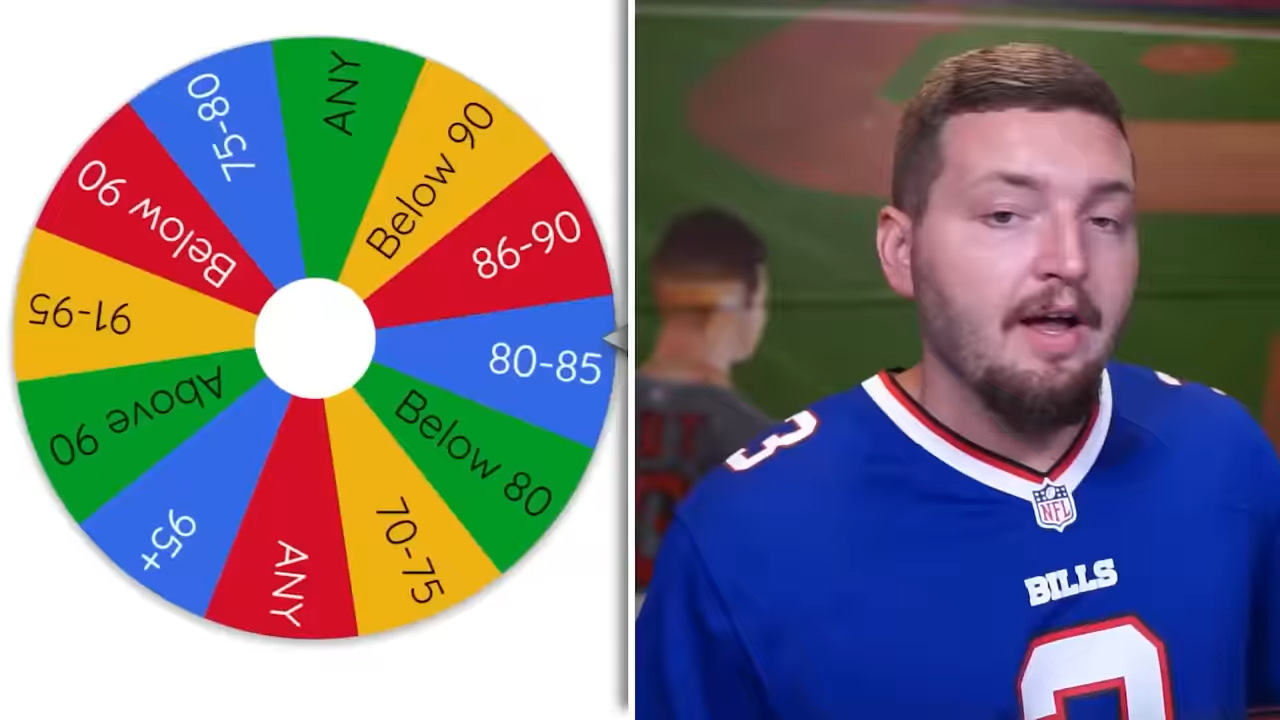 ANY
Below 90
86-90
80-85
Below 80
70-75
ANY
95+
Above 90
91-95
Below 90
75-80
3
NFL
BILLS